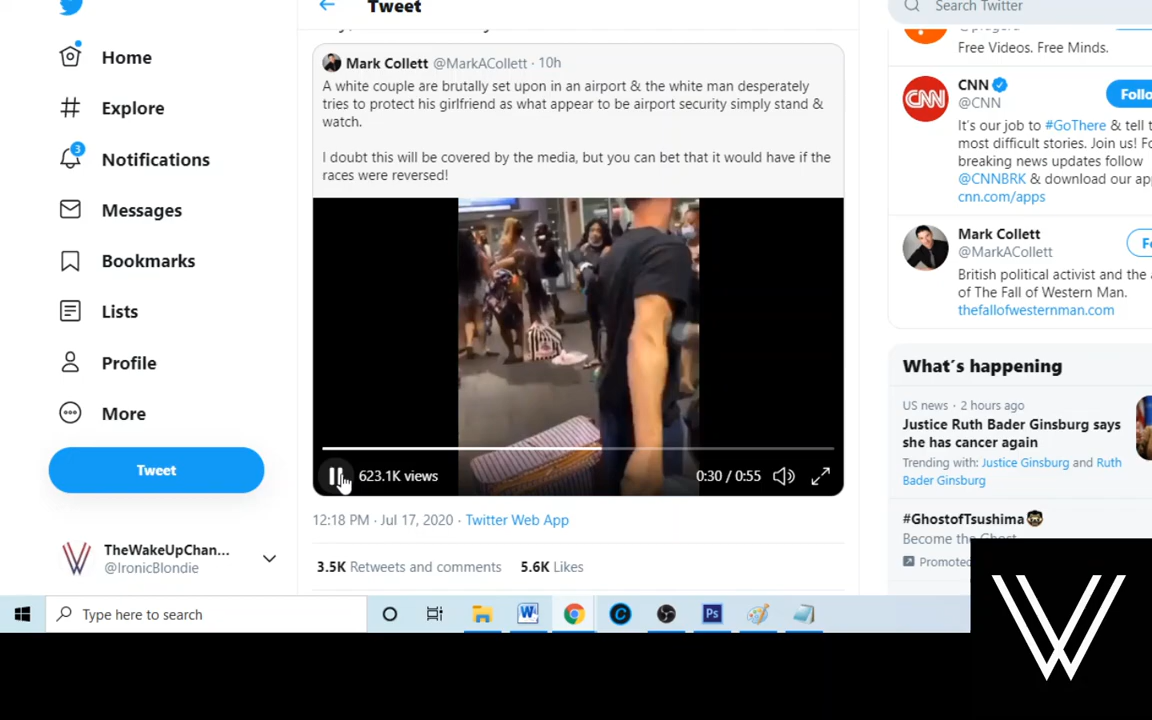 Tweet
Search Twitter
Home
Explore
3
Notifications
Messages
Bookmarks
Lists
Profile
More
Tweet
TheWakeUpChan...
@IronicBlondie
Mark Collett @MarkACollett · 10h
A white couple are brutally set upon in an airport & the white man desperately
tries to protect his girlfriend as what appear to be airport security simply stand &
watch.
I doubt this will be covered by the media, but you can bet that it would have if the
races were reversed!
623.1K views
0:30 / 0:55
12:18 PM · Jul 17, 2020 · Twitter Web App
3.5K Retweets and comments 5.6K Likes
Free Videos. Free Minds.
CNN
@CNN
Follo
CNN
It's our job to #GoThere & tell t
most difficult stories. Join us! Fo
breaking news updates follow
@CNNBRK & download our app
cnn.com/apps
Mark Collett
@MarkACollett
Fo
British political activist and the a
of The Fall of Western Man.
thefallofwesternman.com
What´s happening
US news · 2 hours ago
Justice Ruth Bader Ginsburg says
she has cancer again
Trending with: Justice Ginsburg and Ruth
Bader Ginsburg
#GhostofTsushima
Become the Ghost
Promoted
Type here to search
W